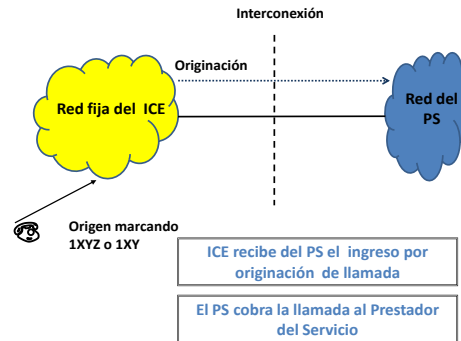 Interconexión
Originación
Red fija del ICE
Red del
PS
Origen marcando
1XYZ o 1XY
ICE recibe del PS el ingreso por
originación de llamada
El PS cobra la llamada al Prestador
del Servicio